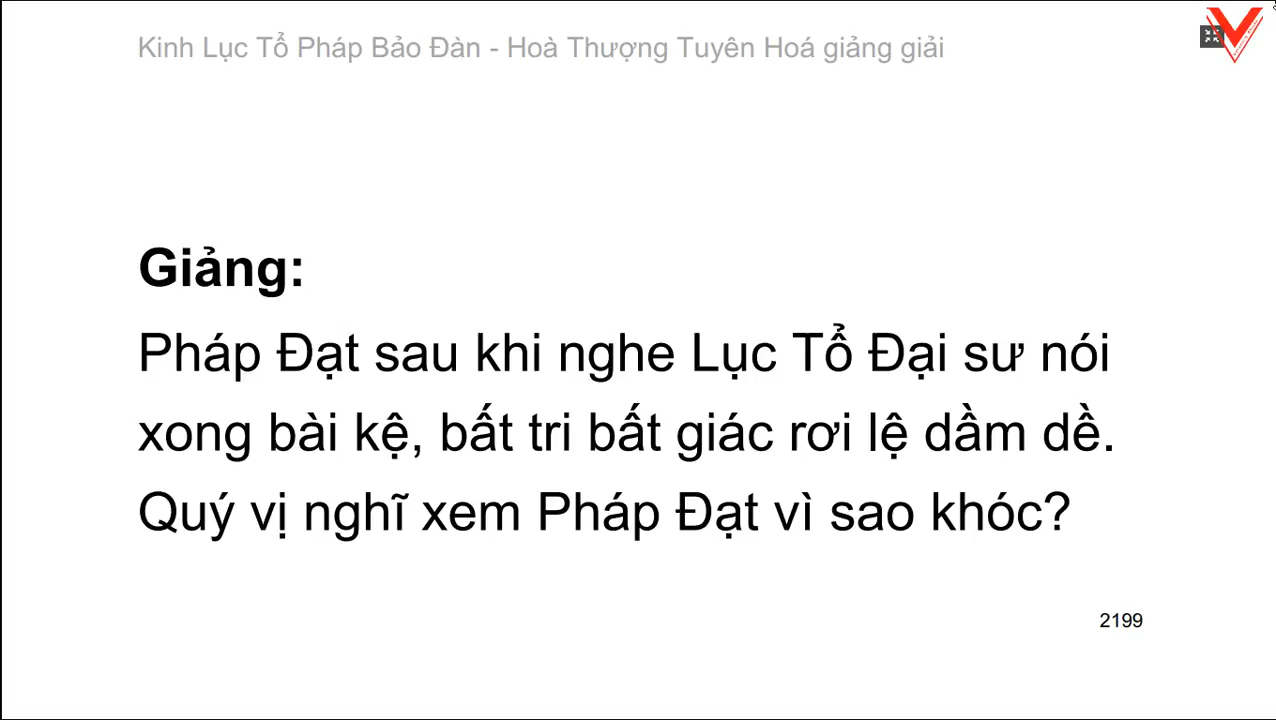 Kinh Lục Tổ Pháp Bảo Đàn - Hoà Thượng Tuyên Hoá giảng giải
Giảng:
Pháp Đạt sau khi nghe Lục Tổ Đại sư nói
xong bài kệ, bất tri bất giác rơi lệ dầm dề.
Quý vị nghĩ xem Pháp Đạt vì sao khóc?
2199